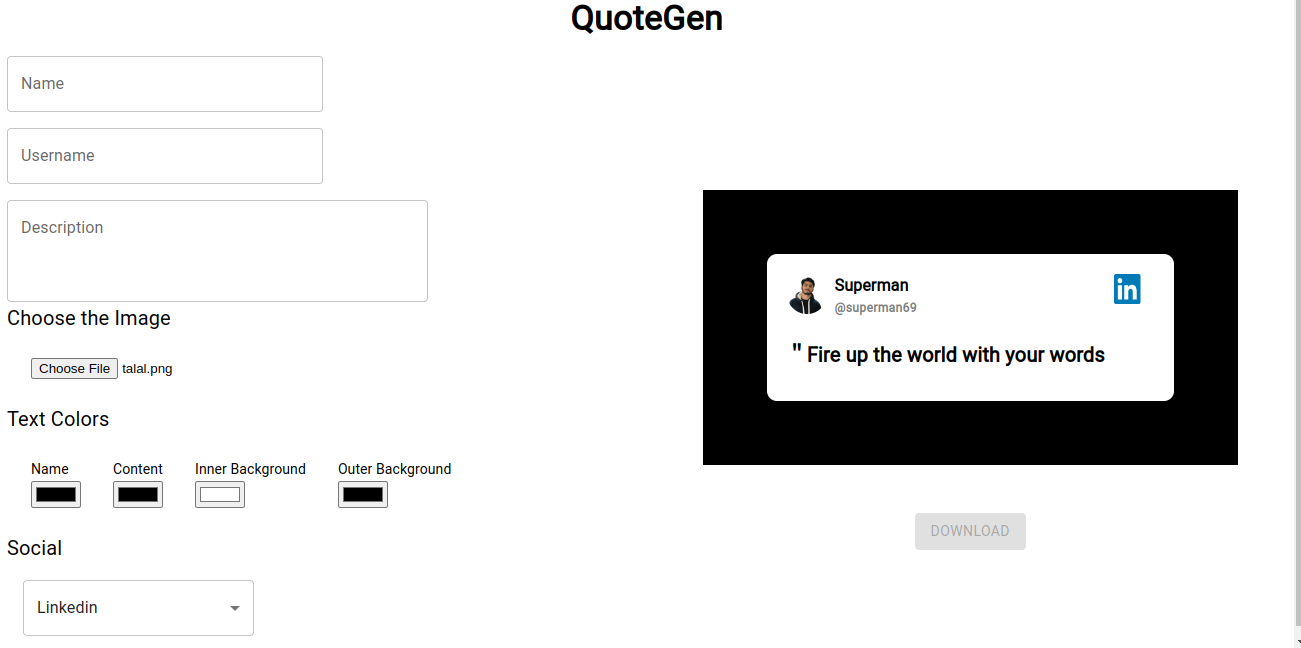 QuoteGen
Name
Username
Description
Choose the Image
Choose File talal.png
Text Colors
Name Content Inner Background Outer Background
Social
Linkedin
Superman
in
@superman69
" Fire up the world with your words
DOWNLOAD